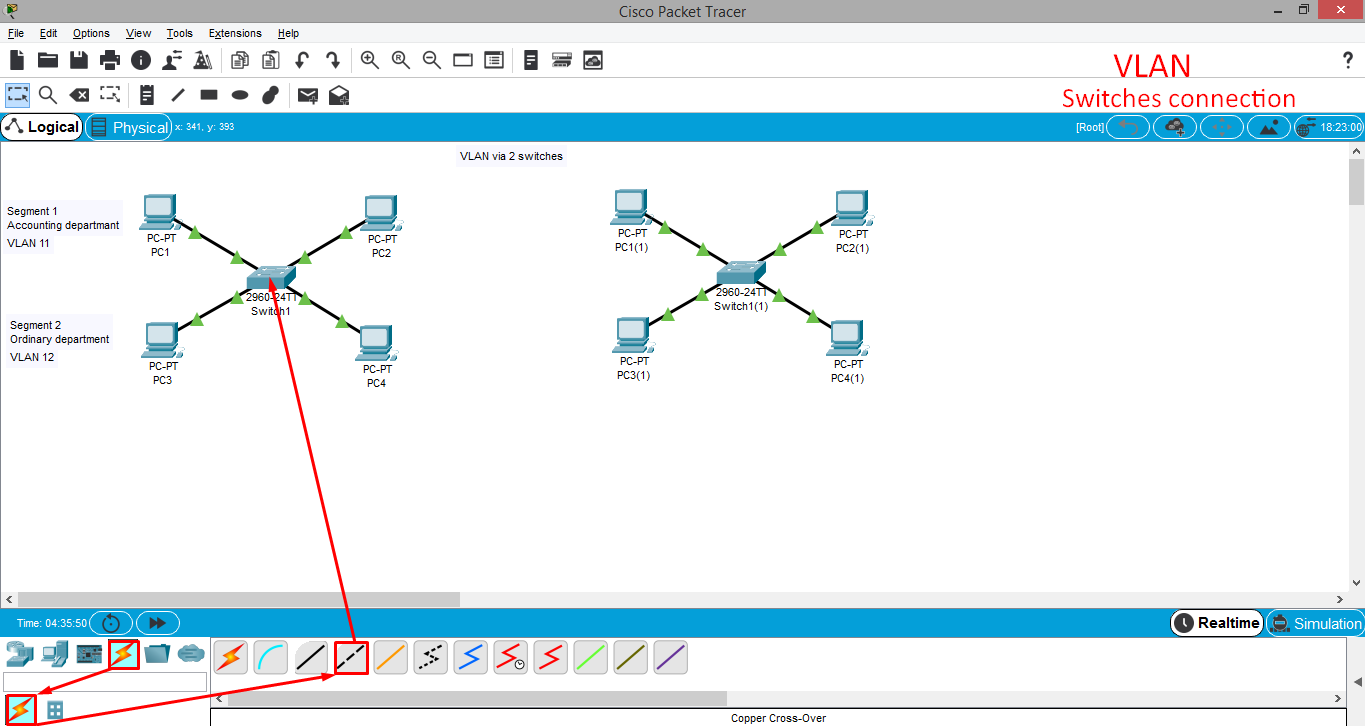 Cisco Packet Tracer
File Edit Options View Tools Extensions Help
VLAN
Switches connection
Logical Physical x: 341, y: 393 [Root] 18:23:00
VLAN via 2 switches
Segment 1
Accounting departmant
VLAN 11
PC-PT
PC1
PC-PT
PC2
2960-24TT
Switch1
Segment 2
Ordinary department
VLAN 12
PC-PT
PC3
PC-PT
PC4
PC-PT
PC1(1)
PC-PT
PC2(1)
2960-24TT
Switch1(1)
PC-PT
PC3(1)
PC-PT
PC4(1)
Time: 04:35:50 Realtime Simulation
Copper Cross-Over